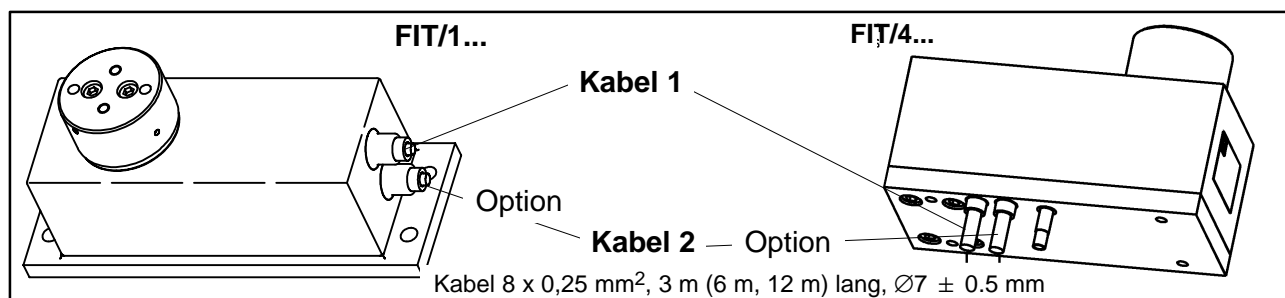 FIT/1...
FIT/4...
Kabel 1
Option
Kabel 2 Option
Kabel 8 x 0,25 mm², 3 m (6 m, 12 m) lang, ∅7 ± 0.5 mm